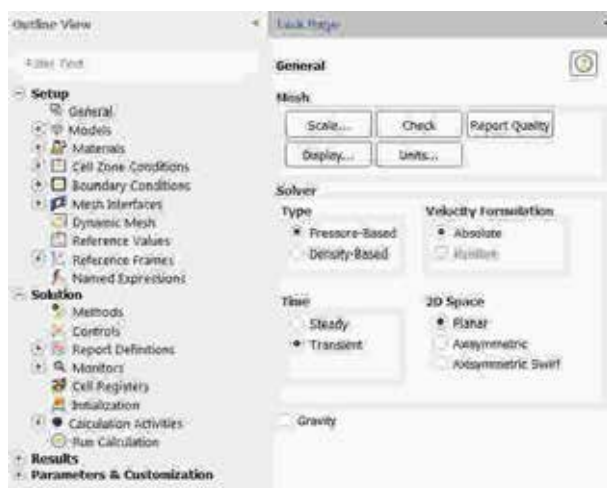 Outline View
Filter Text
Setup
General
Models
Materials
Cell Zone Conditions
Boundary Conditions
Mesh Interfaces
Dynamic Mesh
Reference Values
Reference Frames
Named Expressions
Solution
Methods
Controls
Report Definitions
Monitors
Cell Registers
Initialization
Calculation Activities
Run Calculation
Results
Parameters & Customization
Task Page
General
Mesh
Scale... Check Report Quality
Display... Units...
Solver
Type Velocity Formulation
Pressure-Based Absolute
Density-Based Relative
Time 2D Space
Steady Planar
Transient Axisymmetric
Axisymmetric Swirl
Gravity